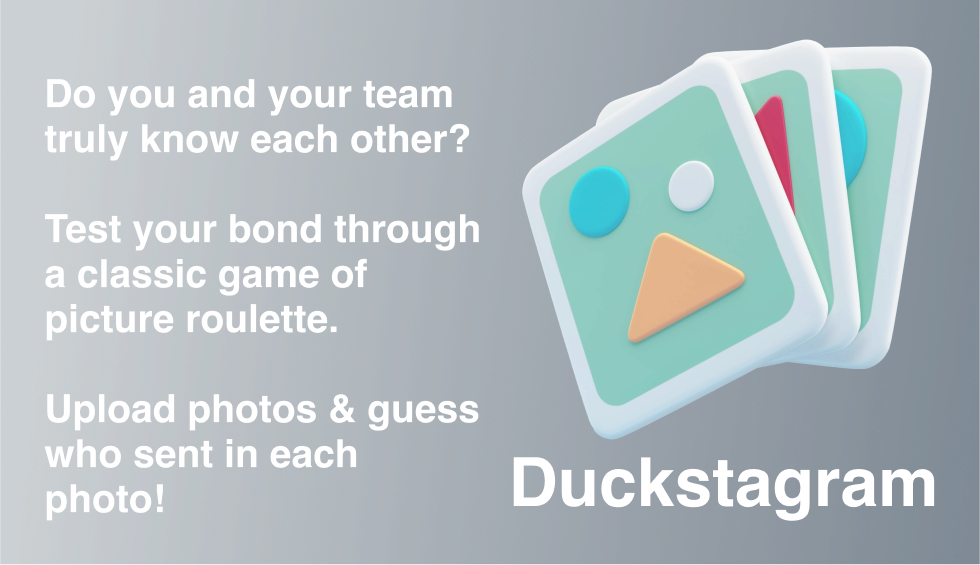 Do you and your team
truly know each other?
Test your bond through
a classic game of
picture roulette.
Upload photos & guess
who sent in each
photo!
Duckstagram